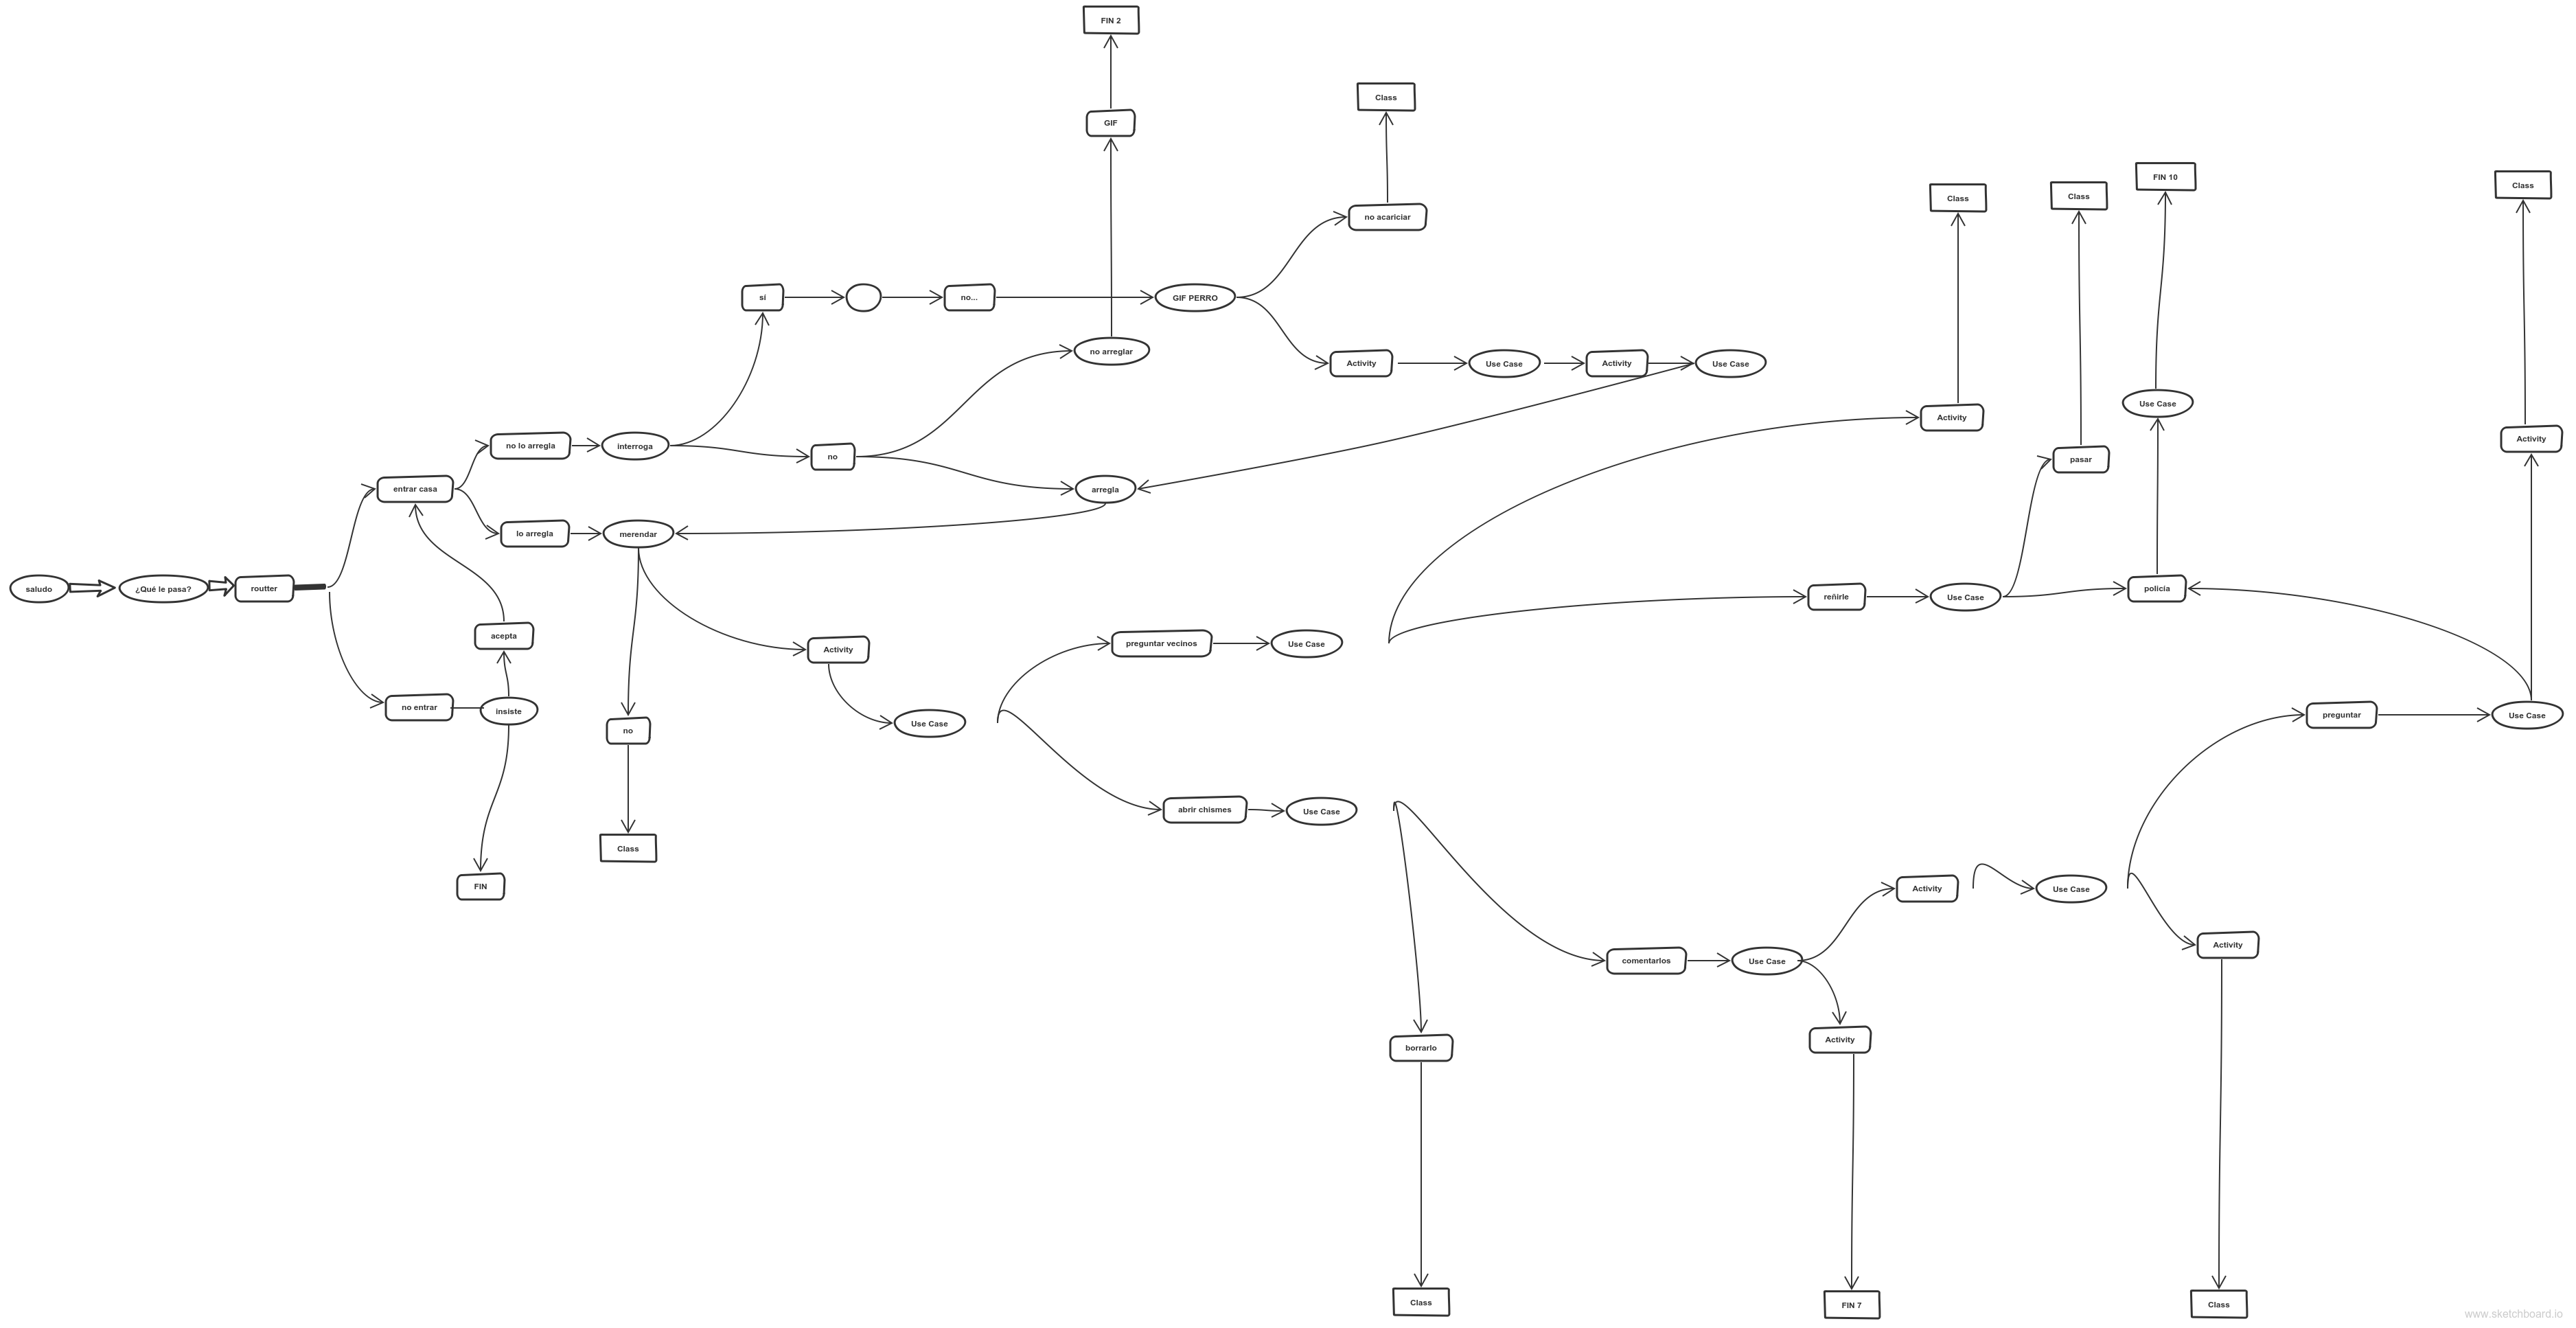 FIN 2
Class
GIF
FIN 10
Class
Class
Class
no acariciar
sí
no...
GIF PERRO
no arreglar
Activity
Use Case
Activity
Use Case
Use Case
Activity
Activity
no lo arregla
interroga
no
pasar
entrar casa
arregla
lo arregla
merendar
saludo
¿Qué le pasa?
routter
policía
reñirle
Use Case
acepta
Activity
preguntar vecinos
Use Case
no entrar
insiste
preguntar
Use Case
no
Use Case
abrir chismes
Use Case
Class
FIN
Activity
Use Case
Activity
comentarlos
Use Case
Activity
borrarlo
Class
FIN 7
Class
www.sketchboard.io